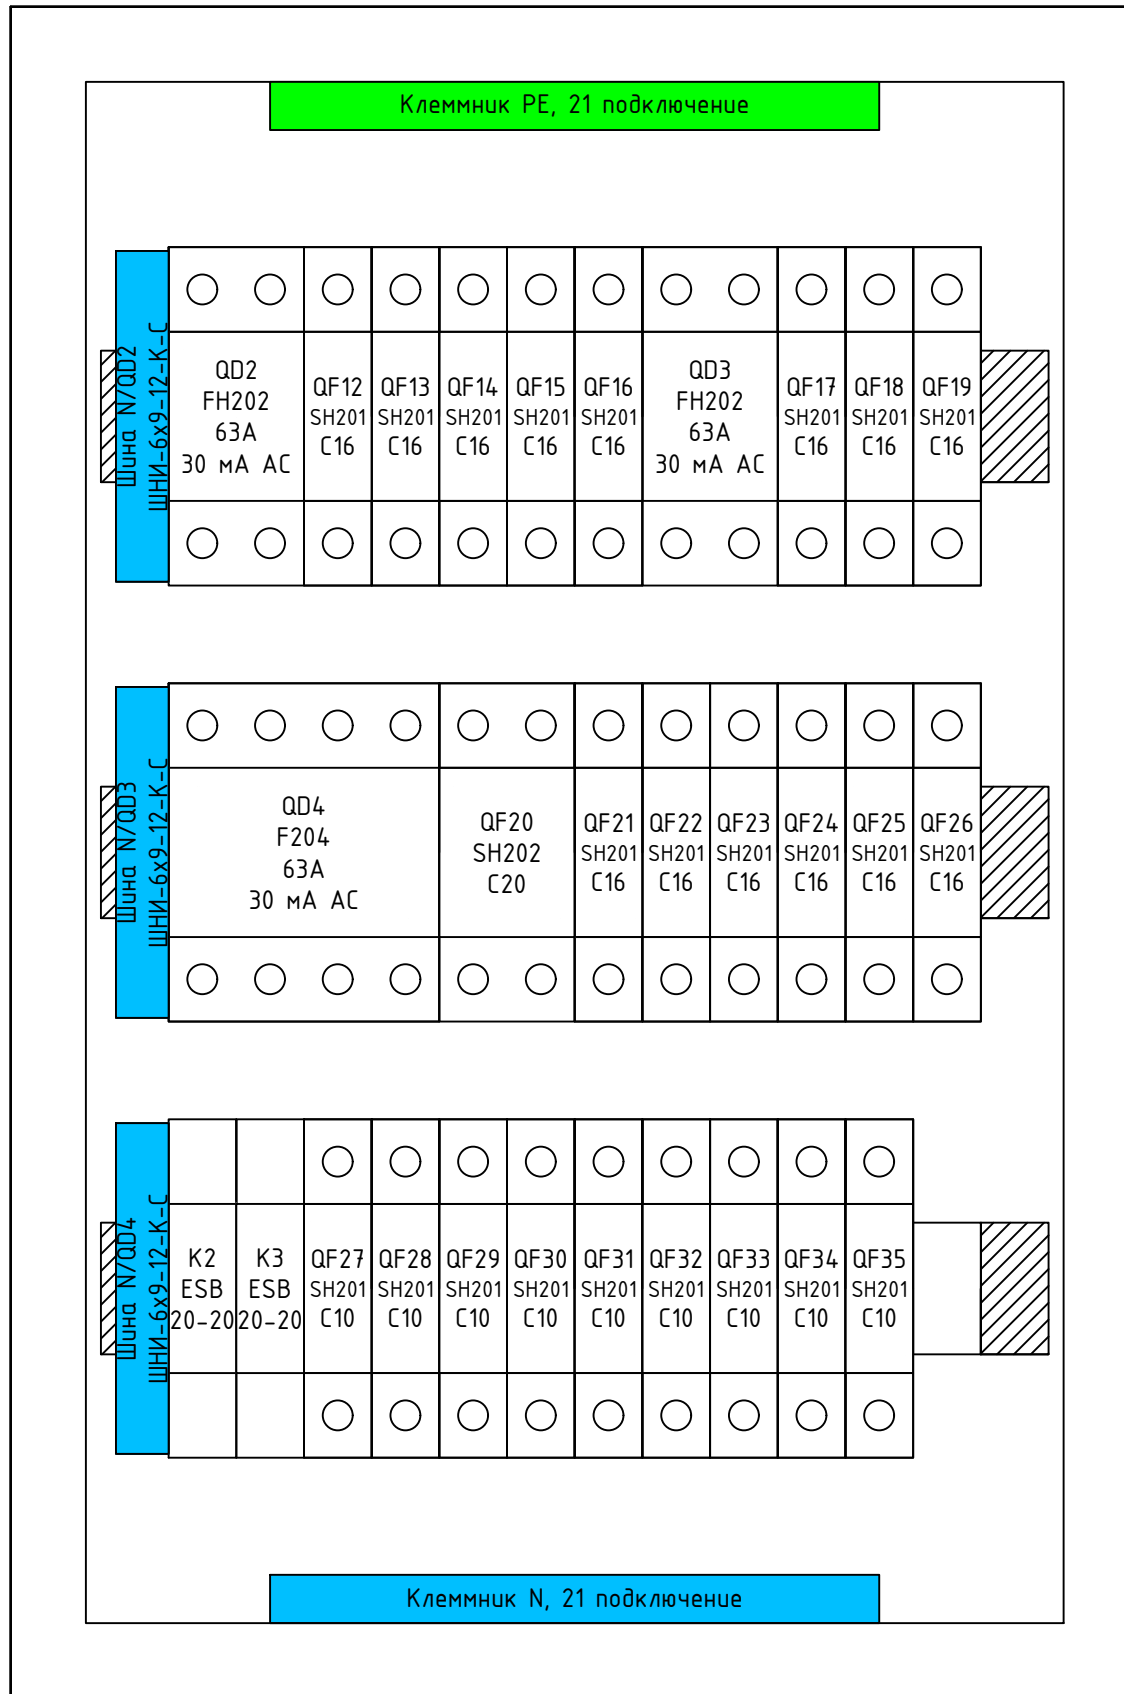 Клеммник PE, 21 подключение
Шина N/QD2
ШНИ-6х9-12-К-С
QD2
FH202
63А
30 мА АС
QF12
SH201
C16
QF13
SH201
C16
QF14
SH201
C16
QF15
SH201
C16
QF16
SH201
C16
QD3
FH202
63А
30 мА АС
QF17
SH201
C16
QF18
SH201
C16
QF19
SH201
C16
Шина N/QD3
ШНИ-6х9-12-К-С
QD4
F204
63А
30 мА АС
QF20
SH202
C20
QF21
SH201
C16
QF22
SH201
C16
QF23
SH201
C16
QF24
SH201
C16
QF25
SH201
C16
QF26
SH201
C16
Шина N/QD4
ШНИ-6х9-12-К-С
K2
ESB
20-20
K3
ESB
20-20
QF27
SH201
C10
QF28
SH201
C10
QF29
SH201
C10
QF30
SH201
C10
QF31
SH201
C10
QF32
SH201
C10
QF33
SH201
C10
QF34
SH201
C10
QF35
SH201
C10
Клеммник N, 21 подключение